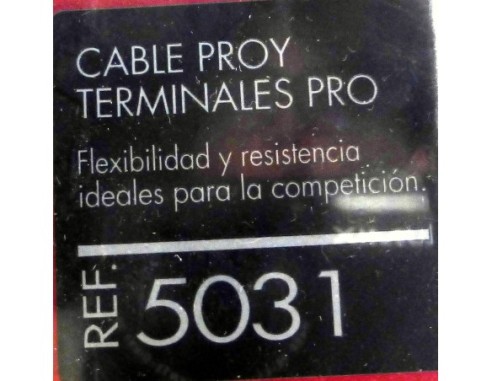 CABLE PROY
TERMINALES PRO
Flexibilidad y resistencia
ideales para la competición.
REF. 5031